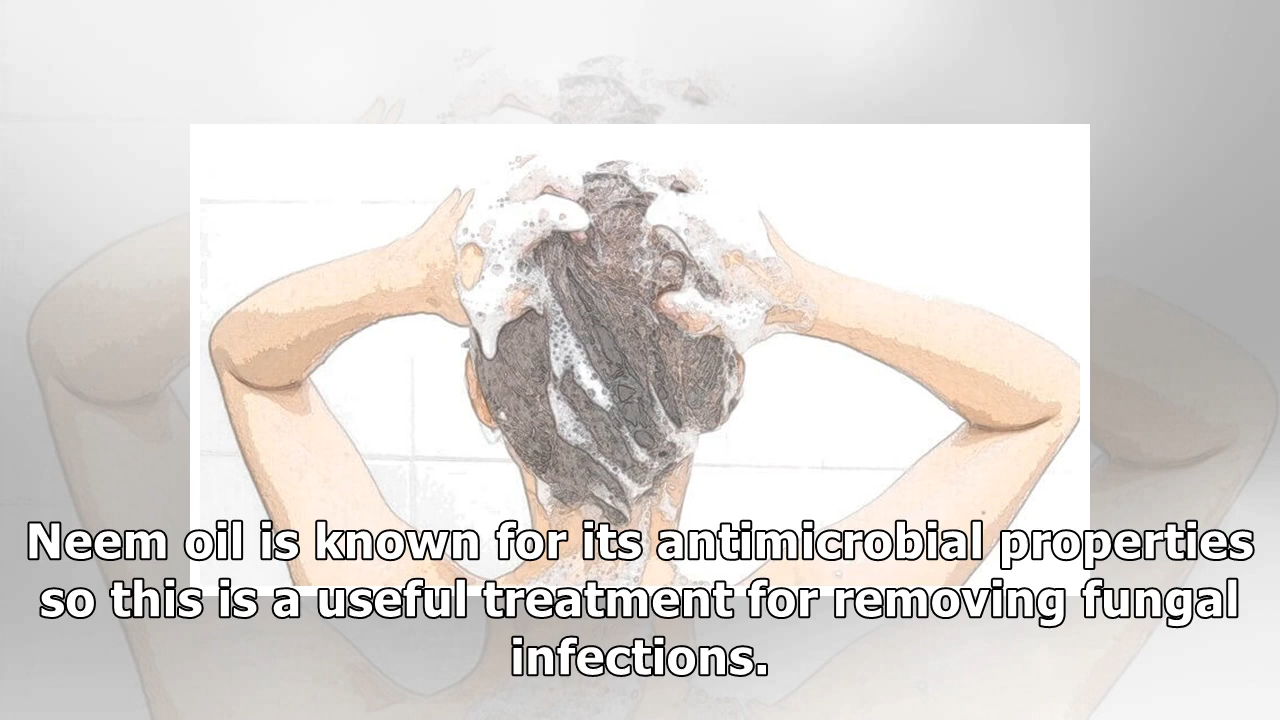 Neem oil is known for its antimicrobial properties
so this is a useful treatment for removing fungal
infections.